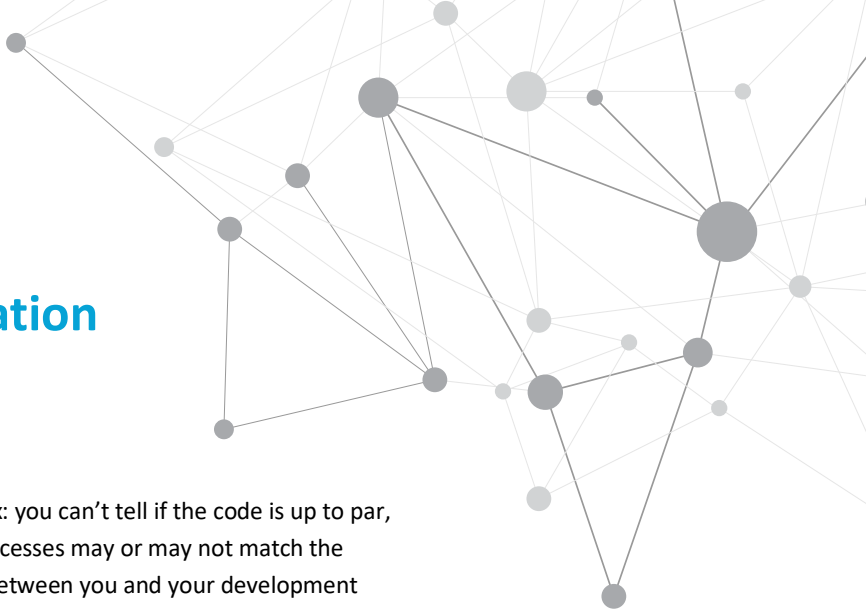 ation
x: you can’t tell if the code is up to par,
cesses may or may not match the
between you and your development